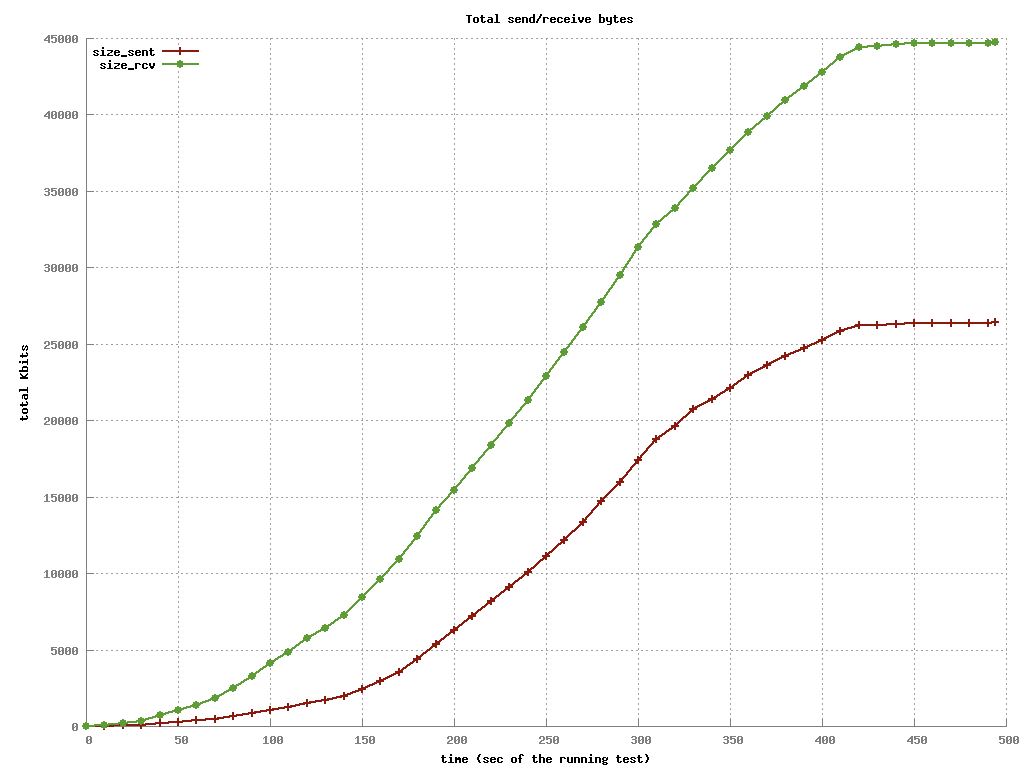 Total send/receive bytes
size_sent
size_rcv
45000
40000
35000
30000
25000
20000
15000
10000
5000
0
total Kbits
0 50 100 150 200 250 300 350 400 450 500
time (sec of the running test)